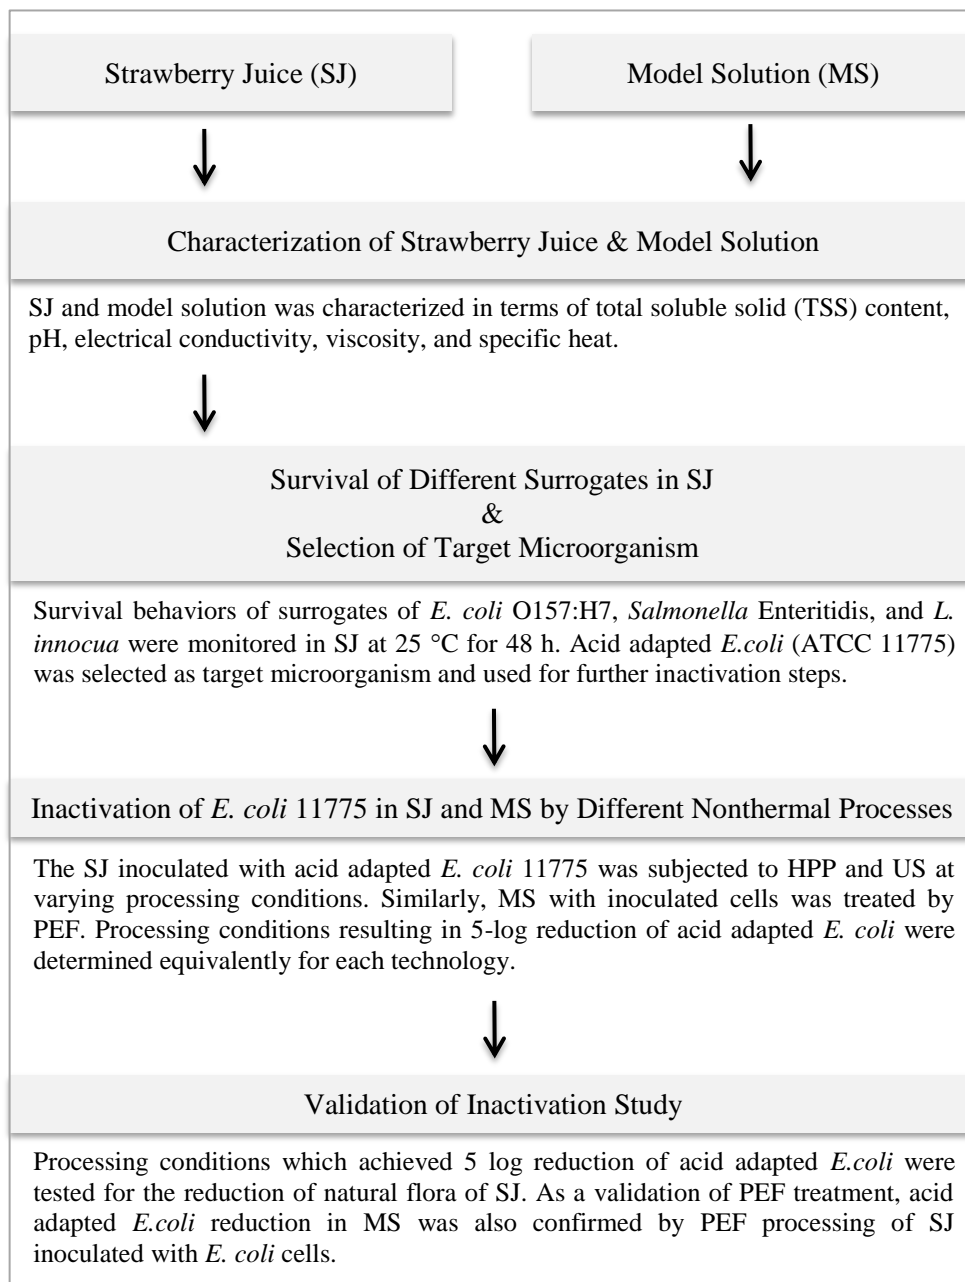 Strawberry Juice (SJ)
Model Solution (MS)
Characterization of Strawberry Juice & Model Solution
SJ and model solution was characterized in terms of total soluble solid (TSS) content,
pH, electrical conductivity, viscosity, and specific heat.
Survival of Different Surrogates in SJ
&
Selection of Target Microorganism
Survival behaviors of surrogates of E. coli O157:H7, Salmonella Enteritidis, and L.
innocua were monitored in SJ at 25 °C for 48 h. Acid adapted E.coli (ATCC 11775)
was selected as target microorganism and used for further inactivation steps.
Inactivation of E. coli 11775 in SJ and MS by Different Nonthermal Processes
The SJ inoculated with acid adapted E. coli 11775 was subjected to HPP and US at
varying processing conditions. Similarly, MS with inoculated cells was treated by
PEF. Processing conditions resulting in 5-log reduction of acid adapted E. coli were
determined equivalently for each technology.
Validation of Inactivation Study
Processing conditions which achieved 5 log reduction of acid adapted E.coli were
tested for the reduction of natural flora of SJ. As a validation of PEF treatment, acid
adapted E.coli reduction in MS was also confirmed by PEF processing of SJ
inoculated with E. coli cells.